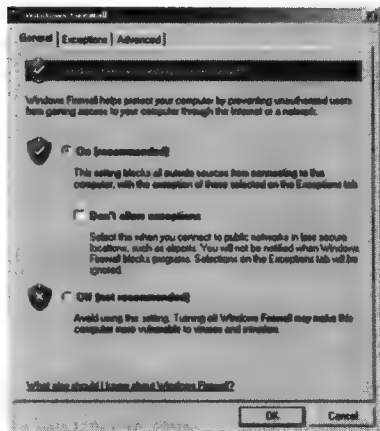 Windows Firewall
General Exceptions Advanced
Windows Firewall helps protect your computer by preventing unauthorized users
from gaining access to your computer through the Internet or a network.
On (recommended)
This setting blocks all outside sources from connecting to this
computer, with the exception of those selected on the Exceptions tab.
Don't allow exceptions
Select this when you connect to public networks in less secure
locations, such as airports. You will not be notified when Windows
Firewall blocks programs. Selections on the Exceptions tab will be
ignored.
Off (not recommended)
Avoid using this setting. Turning off Windows Firewall may make this
computer more vulnerable to viruses and intruders.
What else should I know about Windows Firewall?
OK Cancel